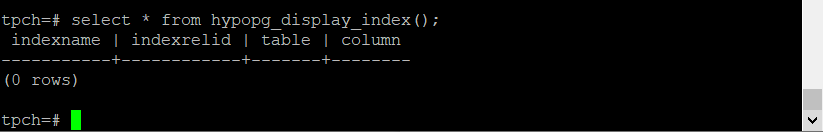 tpch=# select * from hypopg_display_index();
 indexname | indexrelid | table | column
-----------+------------+-------+--------
(0 rows)
tpch=#